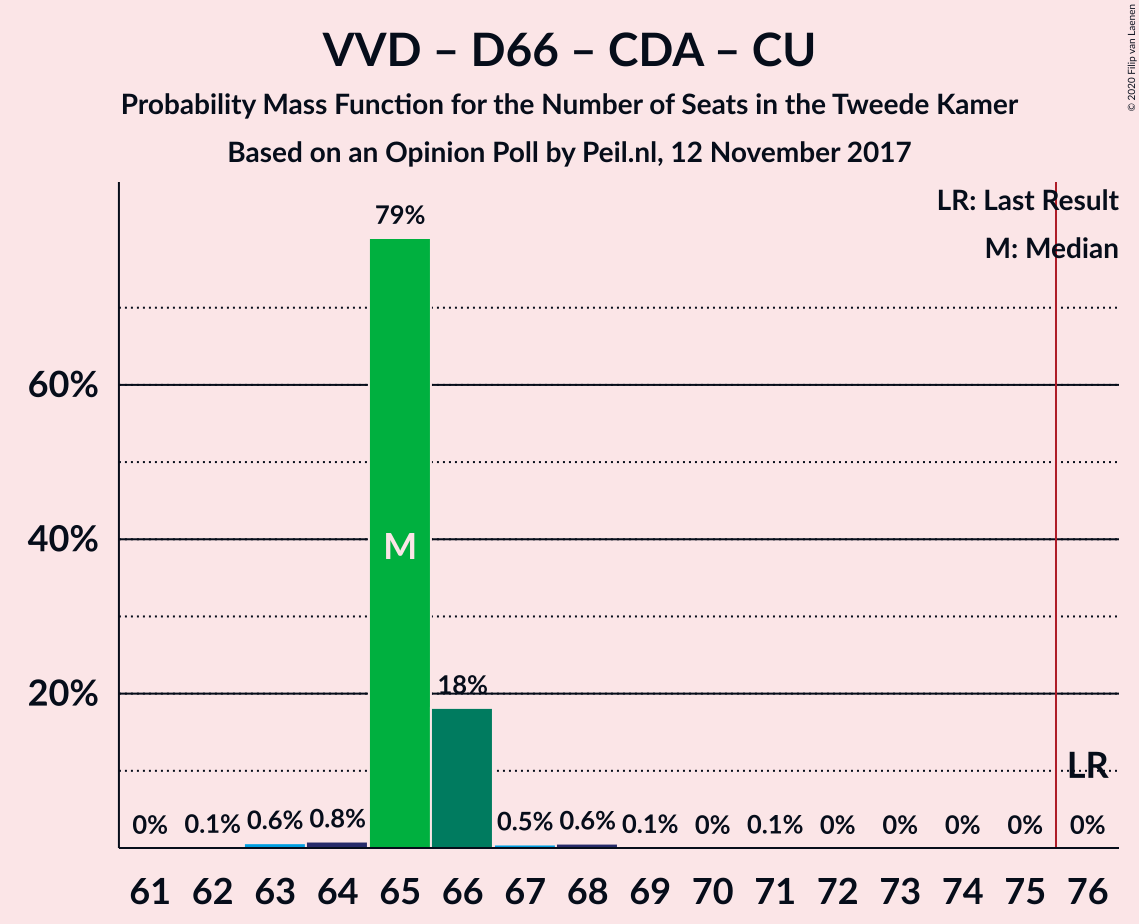 VVD – D66 – CDA – CU
Probability Mass Function for the Number of Seats in the Tweede Kamer
Based on an Opinion Poll by Peil.nl, 12 November 2017
© 2020 Filip van Laenen
LR: Last Result
M: Median
79%
60%
40%
M
20%
18%
LR
0% 0.1% 0.6% 0.8% 0.5% 0.6% 0.1% 0% 0.1% 0% 0% 0% 0% 0%
61 62 63 64 65 66 67 68 69 70 71 72 73 74 75 76